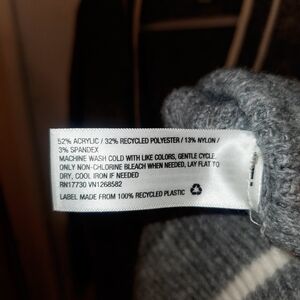 52% ACRYLIC / 32% RECYCLED POLYESTER / 13% NYLON /
3% SPANDEX
MACHINE WASH COLD WITH LIKE COLORS, GENTLE CYCLE
ONLY NON-CHLORINE BLEACH WHEN NEEDED, LAY FLAT TO
DRY, COOL IRON IF NEEDED
RN17730 VN1268582
LABEL MADE FROM 100% RECYCLED PLASTIC